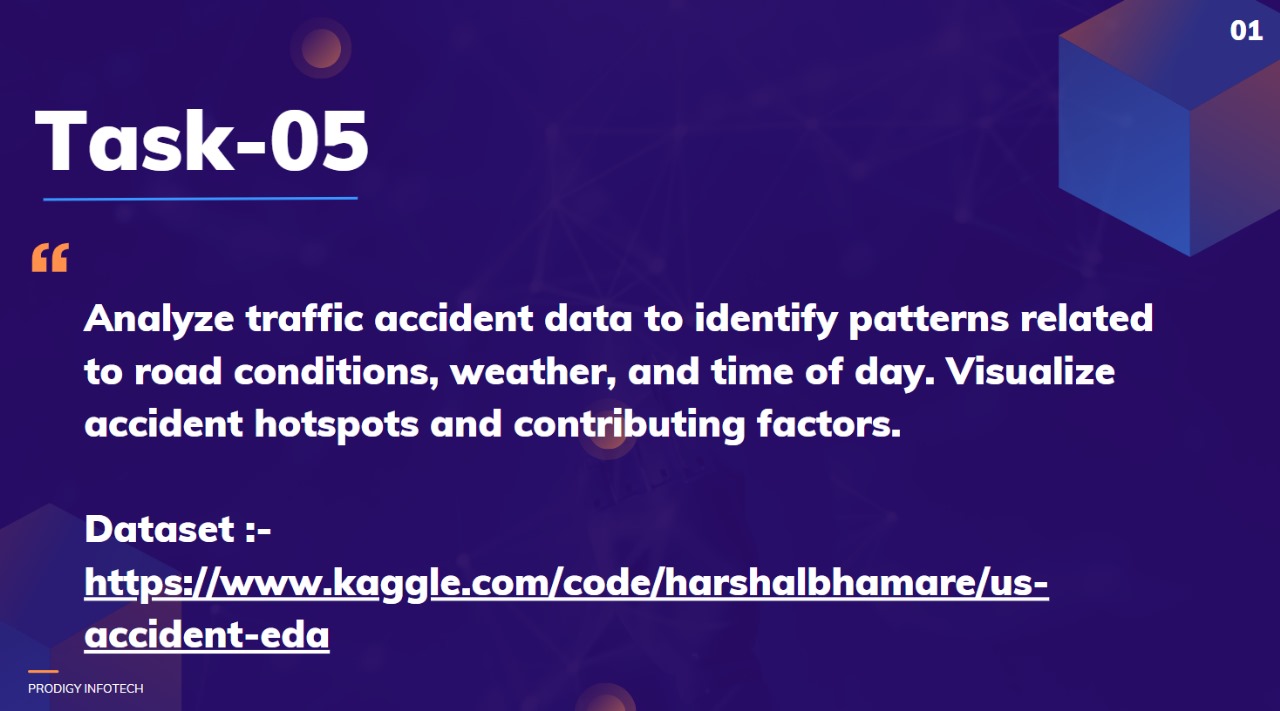 01
Task-05
“
Analyze traffic accident data to identify patterns related
to road conditions, weather, and time of day. Visualize
accident hotspots and contributing factors.
Dataset :-
https://www.kaggle.com/code/harshalbhamare/us-
accident-eda
PRODIGY INFOTECH